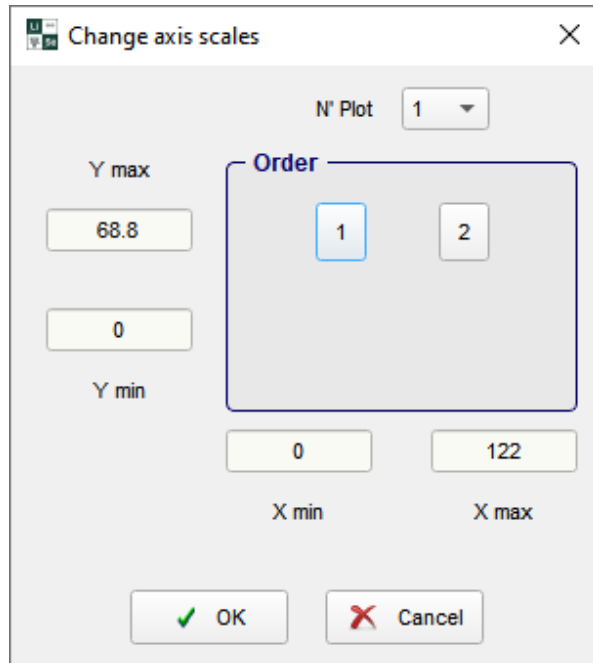 Change axis scales
N' Plot 1
Order
Y max
68.8
1 2
0
Y min
0 122
X min X max
OK Cancel